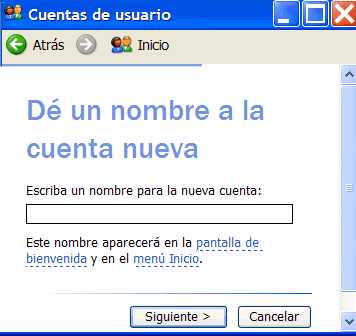 Cuentas de usuario
Atrás Inicio
Dé un nombre a la
cuenta nueva
Escriba un nombre para la nueva cuenta:
Este nombre aparecerá en la pantalla de
bienvenida y en el menú Inicio.
Siguiente > Cancelar